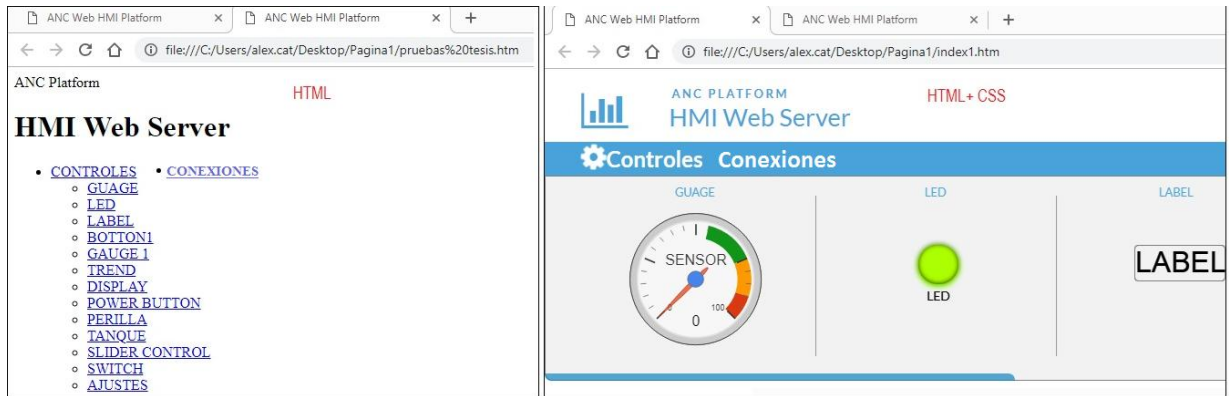 ANC Web HMI Platform × ANC Web HMI Platform × +
file:///C:/Users/alex.cat/Desktop/Pagina1/pruebas%20tesis.htm
ANC Platform
HTML
HMI Web Server
CONTROLES
CONEXIONES
GUAGE
LED
LABEL
BOTTON1
GAUGE 1
TREND
DISPLAY
POWER BUTTON
PERILLA
TANQUE
SLIDER CONTROL
SWITCH
AJUSTES
ANC Web HMI Platform × ANC Web HMI Platform × +
file:///C:/Users/alex.cat/Desktop/Pagina1/index1.htm
ANC PLATFORM
HTML+ CSS
HMI Web Server
Controles Conexiones
GUAGE
SENSOR
0 100
0
LED
LED
LABEL
LABEL